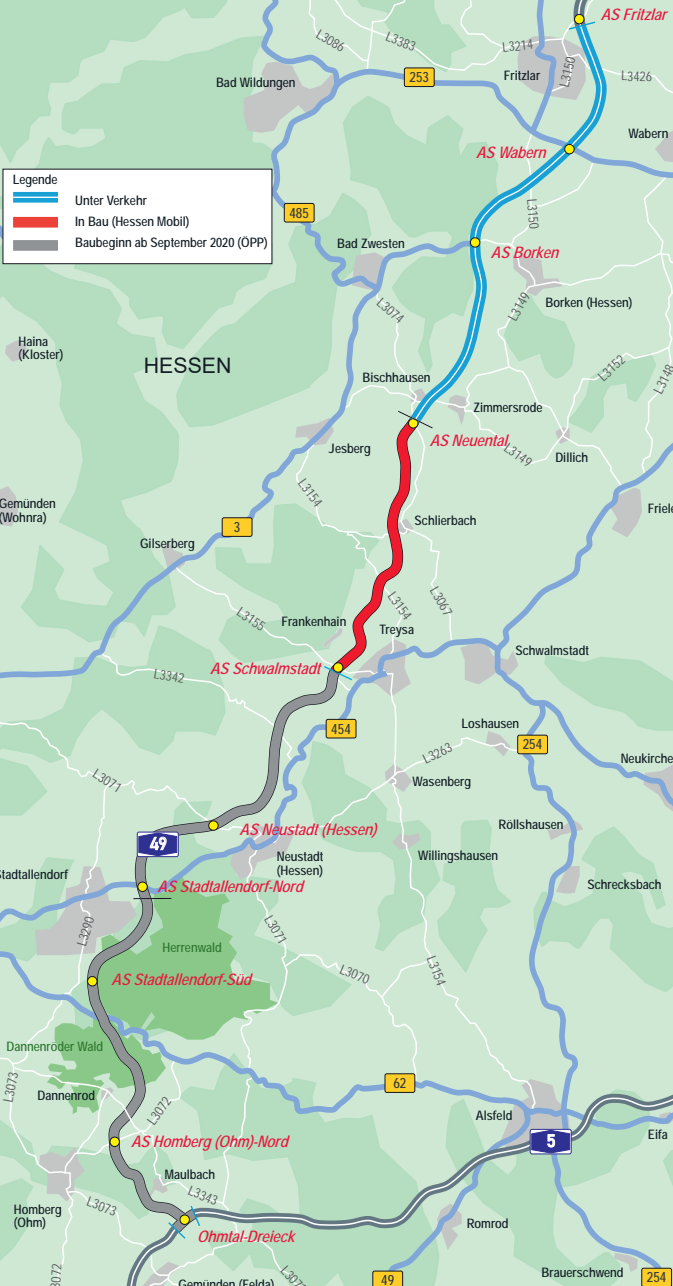 AS Fritzlar
L3086
L3383
L3214
Fritzlar
L3150
L3426
Bad Wildungen
253
Wabern
AS Wabern
Legende
Unter Verkehr
In Bau (Hessen Mobil)
Baubeginn ab September 2020 (ÖPP)
485
L3150
Bad Zwesten
AS Borken
L3074
L3149
Borken (Hessen)
Haina
(Kloster)
HESSEN
L3152
L3148
Bischhausen
Zimmersrode
AS Neuental
Jesberg
L3149
Dillich
L3154
Gemünden
(Wohnra)
Friele
3
Schlierbach
Gilserberg
L3155
L3154
L3067
Frankenhain
Treysa
AS Schwalmstadt
Schwalmstadt
L3342
454
Loshausen
254
L3263
Neukirche
L3071
Wasenberg
AS Neustadt (Hessen)
Röllshausen
49
Neustadt
(Hessen)
Willingshausen
Stadtallendorf
AS Stadtallendorf-Nord
Schrecksbach
L3290
L3071
Herrenwald
AS Stadtallendorf-Süd
L3070
L3154
Dannenröder Wald
L3073
62
Dannenrod
L3072
Alsfeld
AS Homberg (Ohm)-Nord
5
Eifa
Maulbach
L3343
Homberg
(Ohm)
L3073
Romrod
Ohmtal-Dreieck
3072
Gemünden (Felda)
L307
49
Brauerschwend
254